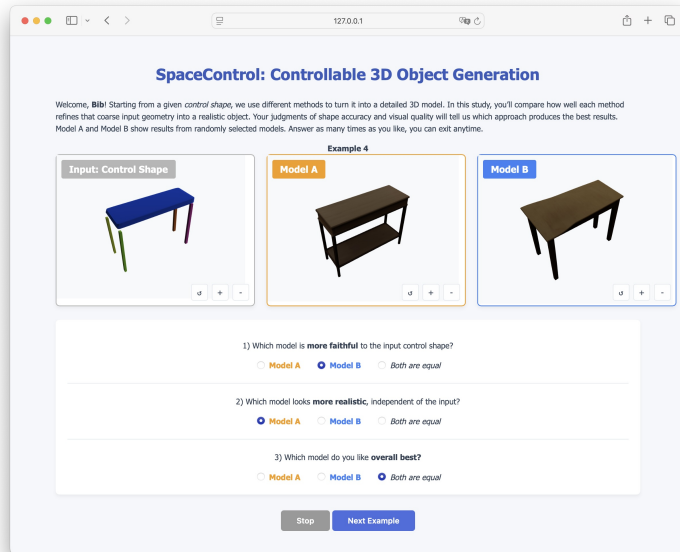 127.0.0.1
SpaceControl: Controllable 3D Object Generation
Welcome, Bib! Starting from a given control shape, we use different methods to turn it into a detailed 3D model. In this study, you'll compare how well each method
refines that coarse input geometry into a realistic object. Your judgments of shape accuracy and visual quality will tell us which approach produces the best results.
Model A and Model B show results from randomly selected models. Answer as many times as you like, you can exit anytime.
Example 4
Input: Control Shape
Model A
Model B
↺ + -
↺ + -
↺ + -
1) Which model is more faithful to the input control shape?
Model A Model B Both are equal
2) Which model looks more realistic, independent of the input?
Model A Model B Both are equal
3) Which model do you like overall best?
Model A Model B Both are equal
Stop Next Example